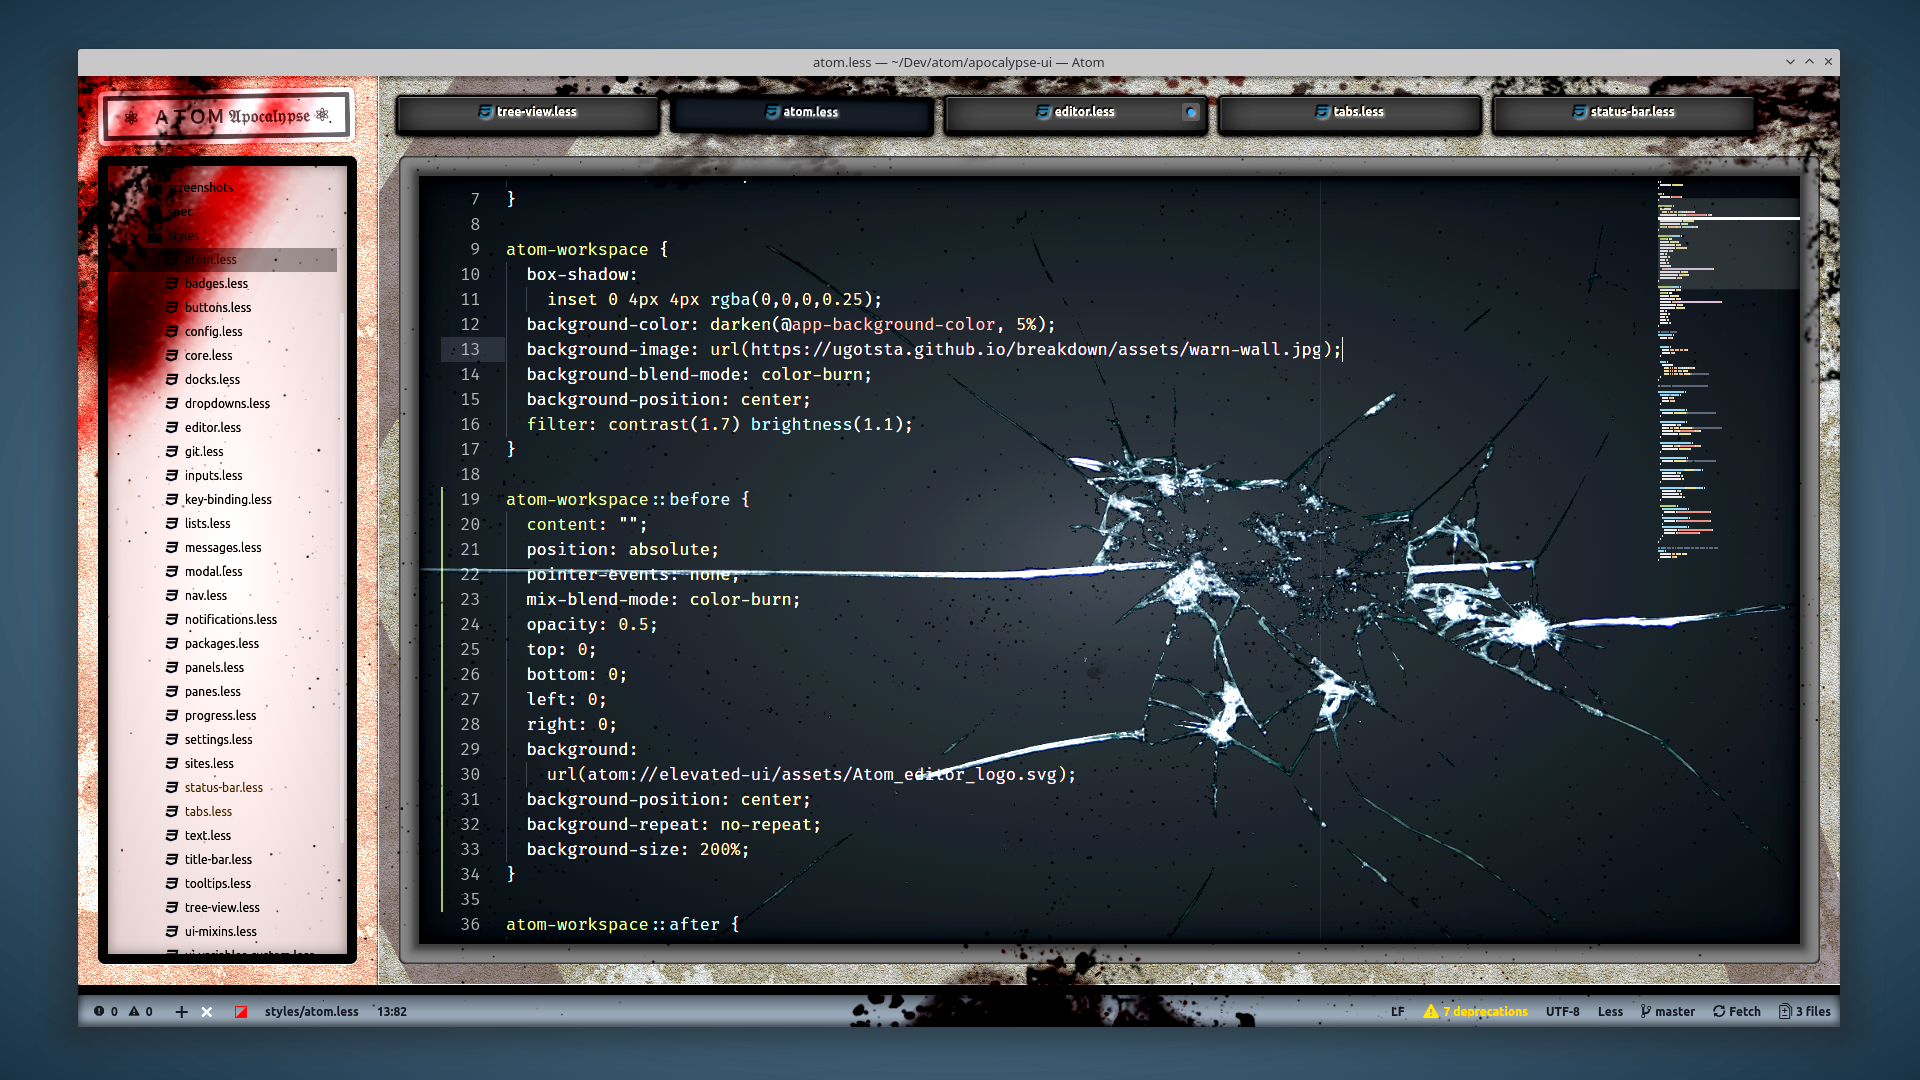 atom.less — ~/Dev/atom/apocalypse-ui — Atom
ATOM Apocalypse
tree-view.less
atom.less
editor.less
tabs.less
status-bar.less
screenshots
spec
styles
atom.less
badges.less
buttons.less
config.less
core.less
docks.less
dropdowns.less
editor.less
git.less
inputs.less
key-binding.less
lists.less
messages.less
modal.less
nav.less
notifications.less
packages.less
panels.less
panes.less
progress.less
settings.less
sites.less
status-bar.less
tabs.less
text.less
title-bar.less
tooltips.less
tree-view.less
ui-mixins.less
7 }
8
9 atom-workspace {
10 box-shadow:
11 inset 0 4px 4px rgba(0,0,0,0.25);
12 background-color: darken(@app-background-color, 5%);
13 background-image: url(https://ugotsta.github.io/breakdown/assets/warn-wall.jpg);
14 background-blend-mode: color-burn;
15 background-position: center;
16 filter: contrast(1.7) brightness(1.1);
17 }
18
19 atom-workspace::before {
20 content: "";
21 position: absolute;
22 pointer-events: none;
23 mix-blend-mode: color-burn;
24 opacity: 0.5;
25 top: 0;
26 bottom: 0;
27 left: 0;
28 right: 0;
29 background:
30 url(atom://elevated-ui/assets/Atom_editor_logo.svg);
31 background-position: center;
32 background-repeat: no-repeat;
33 background-size: 200%;
34 }
35
36 atom-workspace::after {
0 0 styles/atom.less 13:82 LF 7 deprecations UTF-8 Less master Fetch 3 files